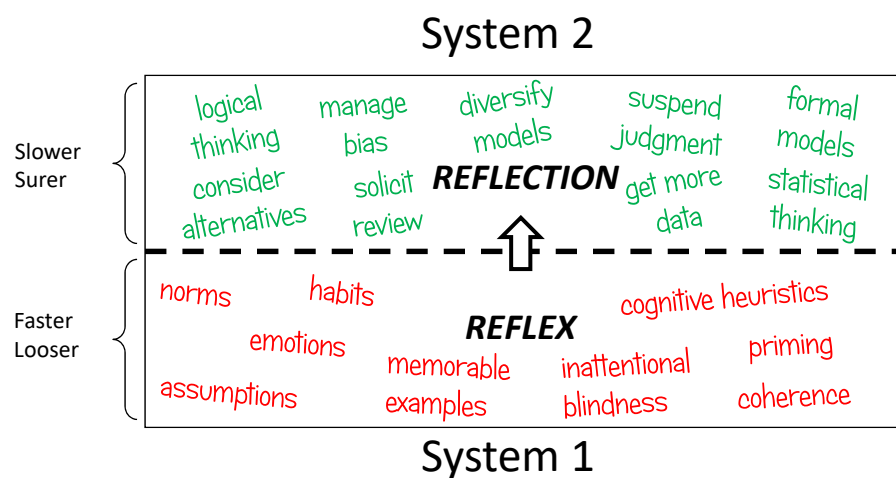 System 2
Slower
Surer
logical
thinking
manage
bias
diversify
models
suspend
judgment
formal
models
consider
alternatives
solicit
review
REFLECTION
get more
data
statistical
thinking
Faster
Looser
norms
habits
cognitive heuristics
emotions
REFLEX
memorable
examples
inattentional
blindness
priming
assumptions
coherence
System 1